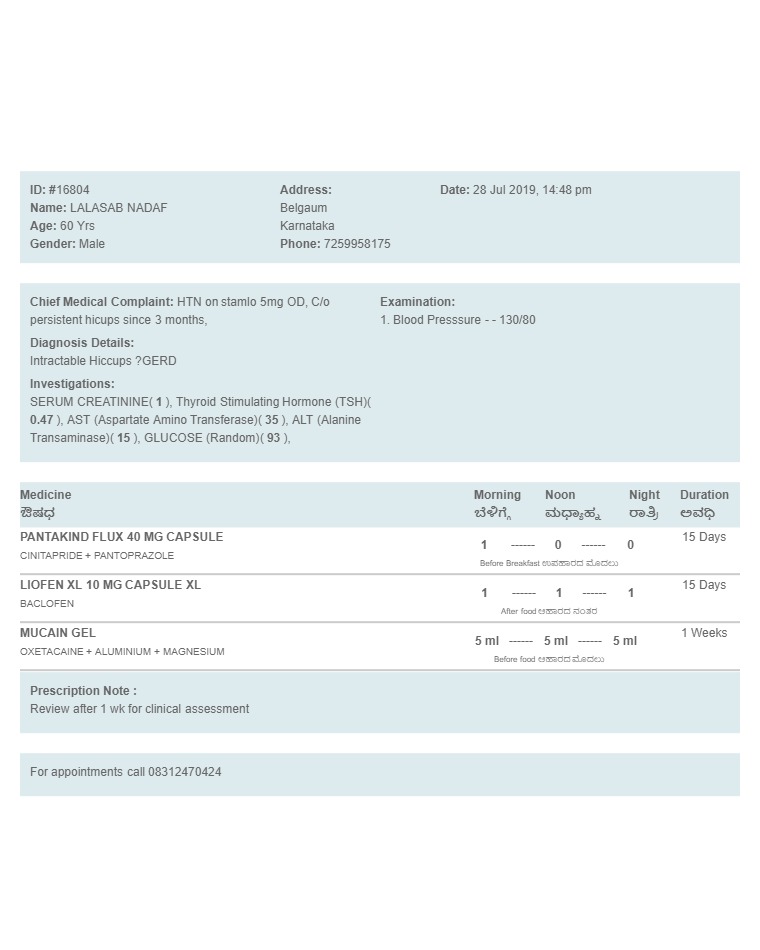 ID: #16804
Name: LALASAB NADAF
Age: 60 Yrs
Gender: Male
Address:
Belgaum
Karnataka
Phone: 7259958175
Date: 28 Jul 2019, 14:48 pm
Chief Medical Complaint: HTN on stamlo 5mg OD, C/o
persistent hicups since 3 months,
Diagnosis Details:
Intractable Hiccups ?GERD
Investigations:
SERUM CREATININE( 1 ), Thyroid Stimulating Hormone (TSH)(
0.47 ), AST (Aspartate Amino Transferase)( 35 ), ALT (Alanine
Transaminase)( 15 ), GLUCOSE (Random)( 93 ),
Examination:
1. Blood Presssure - - 130/80
Medicine Morning Noon Night Duration
ಔಷಧ ಬೆಳಿಗ್ಗೆ ಮಧ್ಯಾಹ್ನ ರಾತ್ರಿ ಅವಧಿ
PANTAKIND FLUX 40 MG CAPSULE
CINITAPRIDE + PANTOPRAZOLE
1 ------ 0 ------ 0
Before Breakfast ಉಪಹಾರದ ಮೊದಲು
15 Days
LIOFEN XL 10 MG CAPSULE XL
BACLOFEN
1 ------ 1 ------ 1
After food ಆಹಾರದ ನಂತರ
15 Days
MUCAIN GEL
OXETACAINE + ALUMINIUM + MAGNESIUM
5 ml ------ 5 ml ------ 5 ml
Before food ಆಹಾರದ ಮೊದಲು
1 Weeks
Prescription Note :
Review after 1 wk for clinical assessment
For appointments call 08312470424